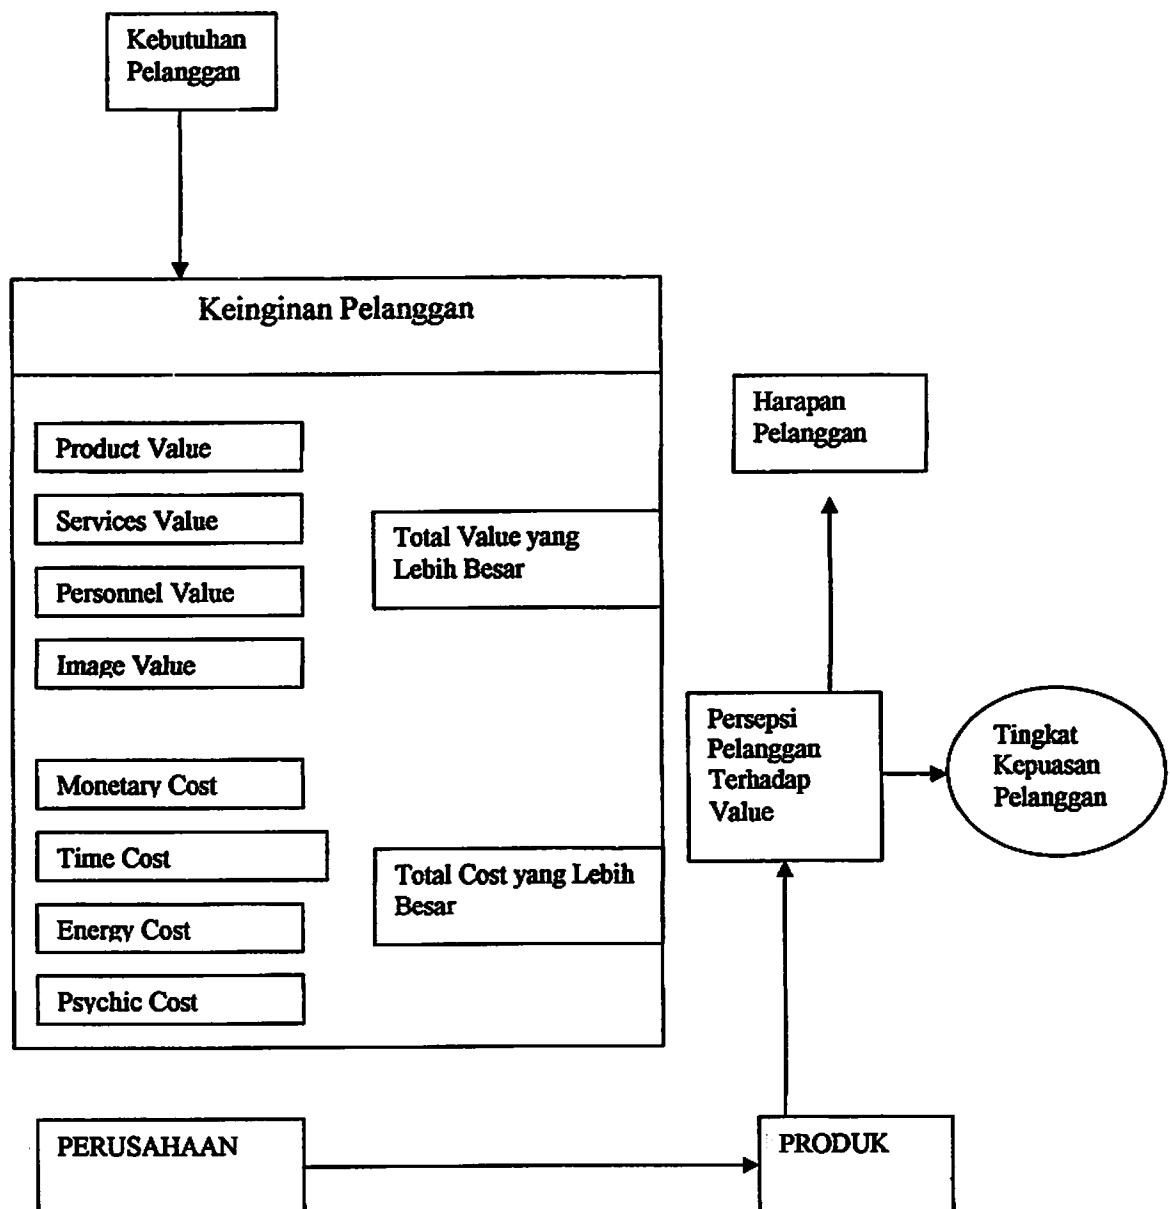 Kebutuhan
Pelanggan
Keinginan Pelanggan
Product Value
Services Value
Personnel Value
Image Value
Total Value yang
Lebih Besar
Monetary Cost
Time Cost
Energy Cost
Psychic Cost
Total Cost yang Lebih
Besar
Harapan
Pelanggan
Persepsi
Pelanggan
Terhadap
Value
Tingkat
Kepuasan
Pelanggan
PERUSAHAAN
PRODUK